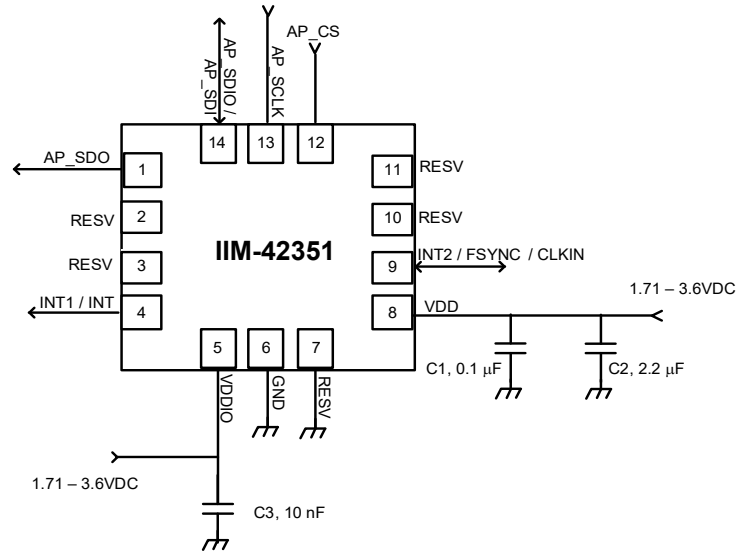 AP_CS
AP_SDIO /
AP_SDI
AP_SCLK
14
13
12
AP_SDO
1
11
RESV
RESV
2
10
RESV
IIM-42351
RESV
3
9
INT2 / FSYNC / CLKIN
INT1 / INT
4
8
VDD
1.71 – 3.6VDC
5
6
7
C1, 0.1 μF
C2, 2.2 μF
VDDIO
GND
RESV
1.71 – 3.6VDC
C3, 10 nF